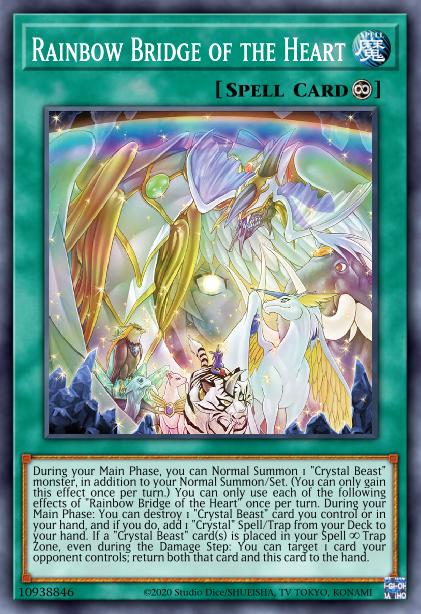 RAINBOW BRIDGE OF THE HEART
SPELL
魔
[SPELL CARD∞]
During your Main Phase, you can Normal Summon 1 "Crystal Beast"
monster, in addition to your Normal Summon/Set. (You can only gain
this effect once per turn.) You can only use each of the following
effects of "Rainbow Bridge of the Heart" once per turn. During your
Main Phase: You can destroy 1 "Crystal Beast" card you control or in
your hand, and if you do, add 1 "Crystal" Spell/Trap from your Deck to
your hand. If a "Crystal Beast" card(s) is placed in your Spell ∞ Trap
Zone, even during the Damage Step: You can target 1 card your
opponent controls; return both that card and this card to the hand.
10938846
©2020 Studio Dice/SHUEISHA, TV TOKYO, KONAMI